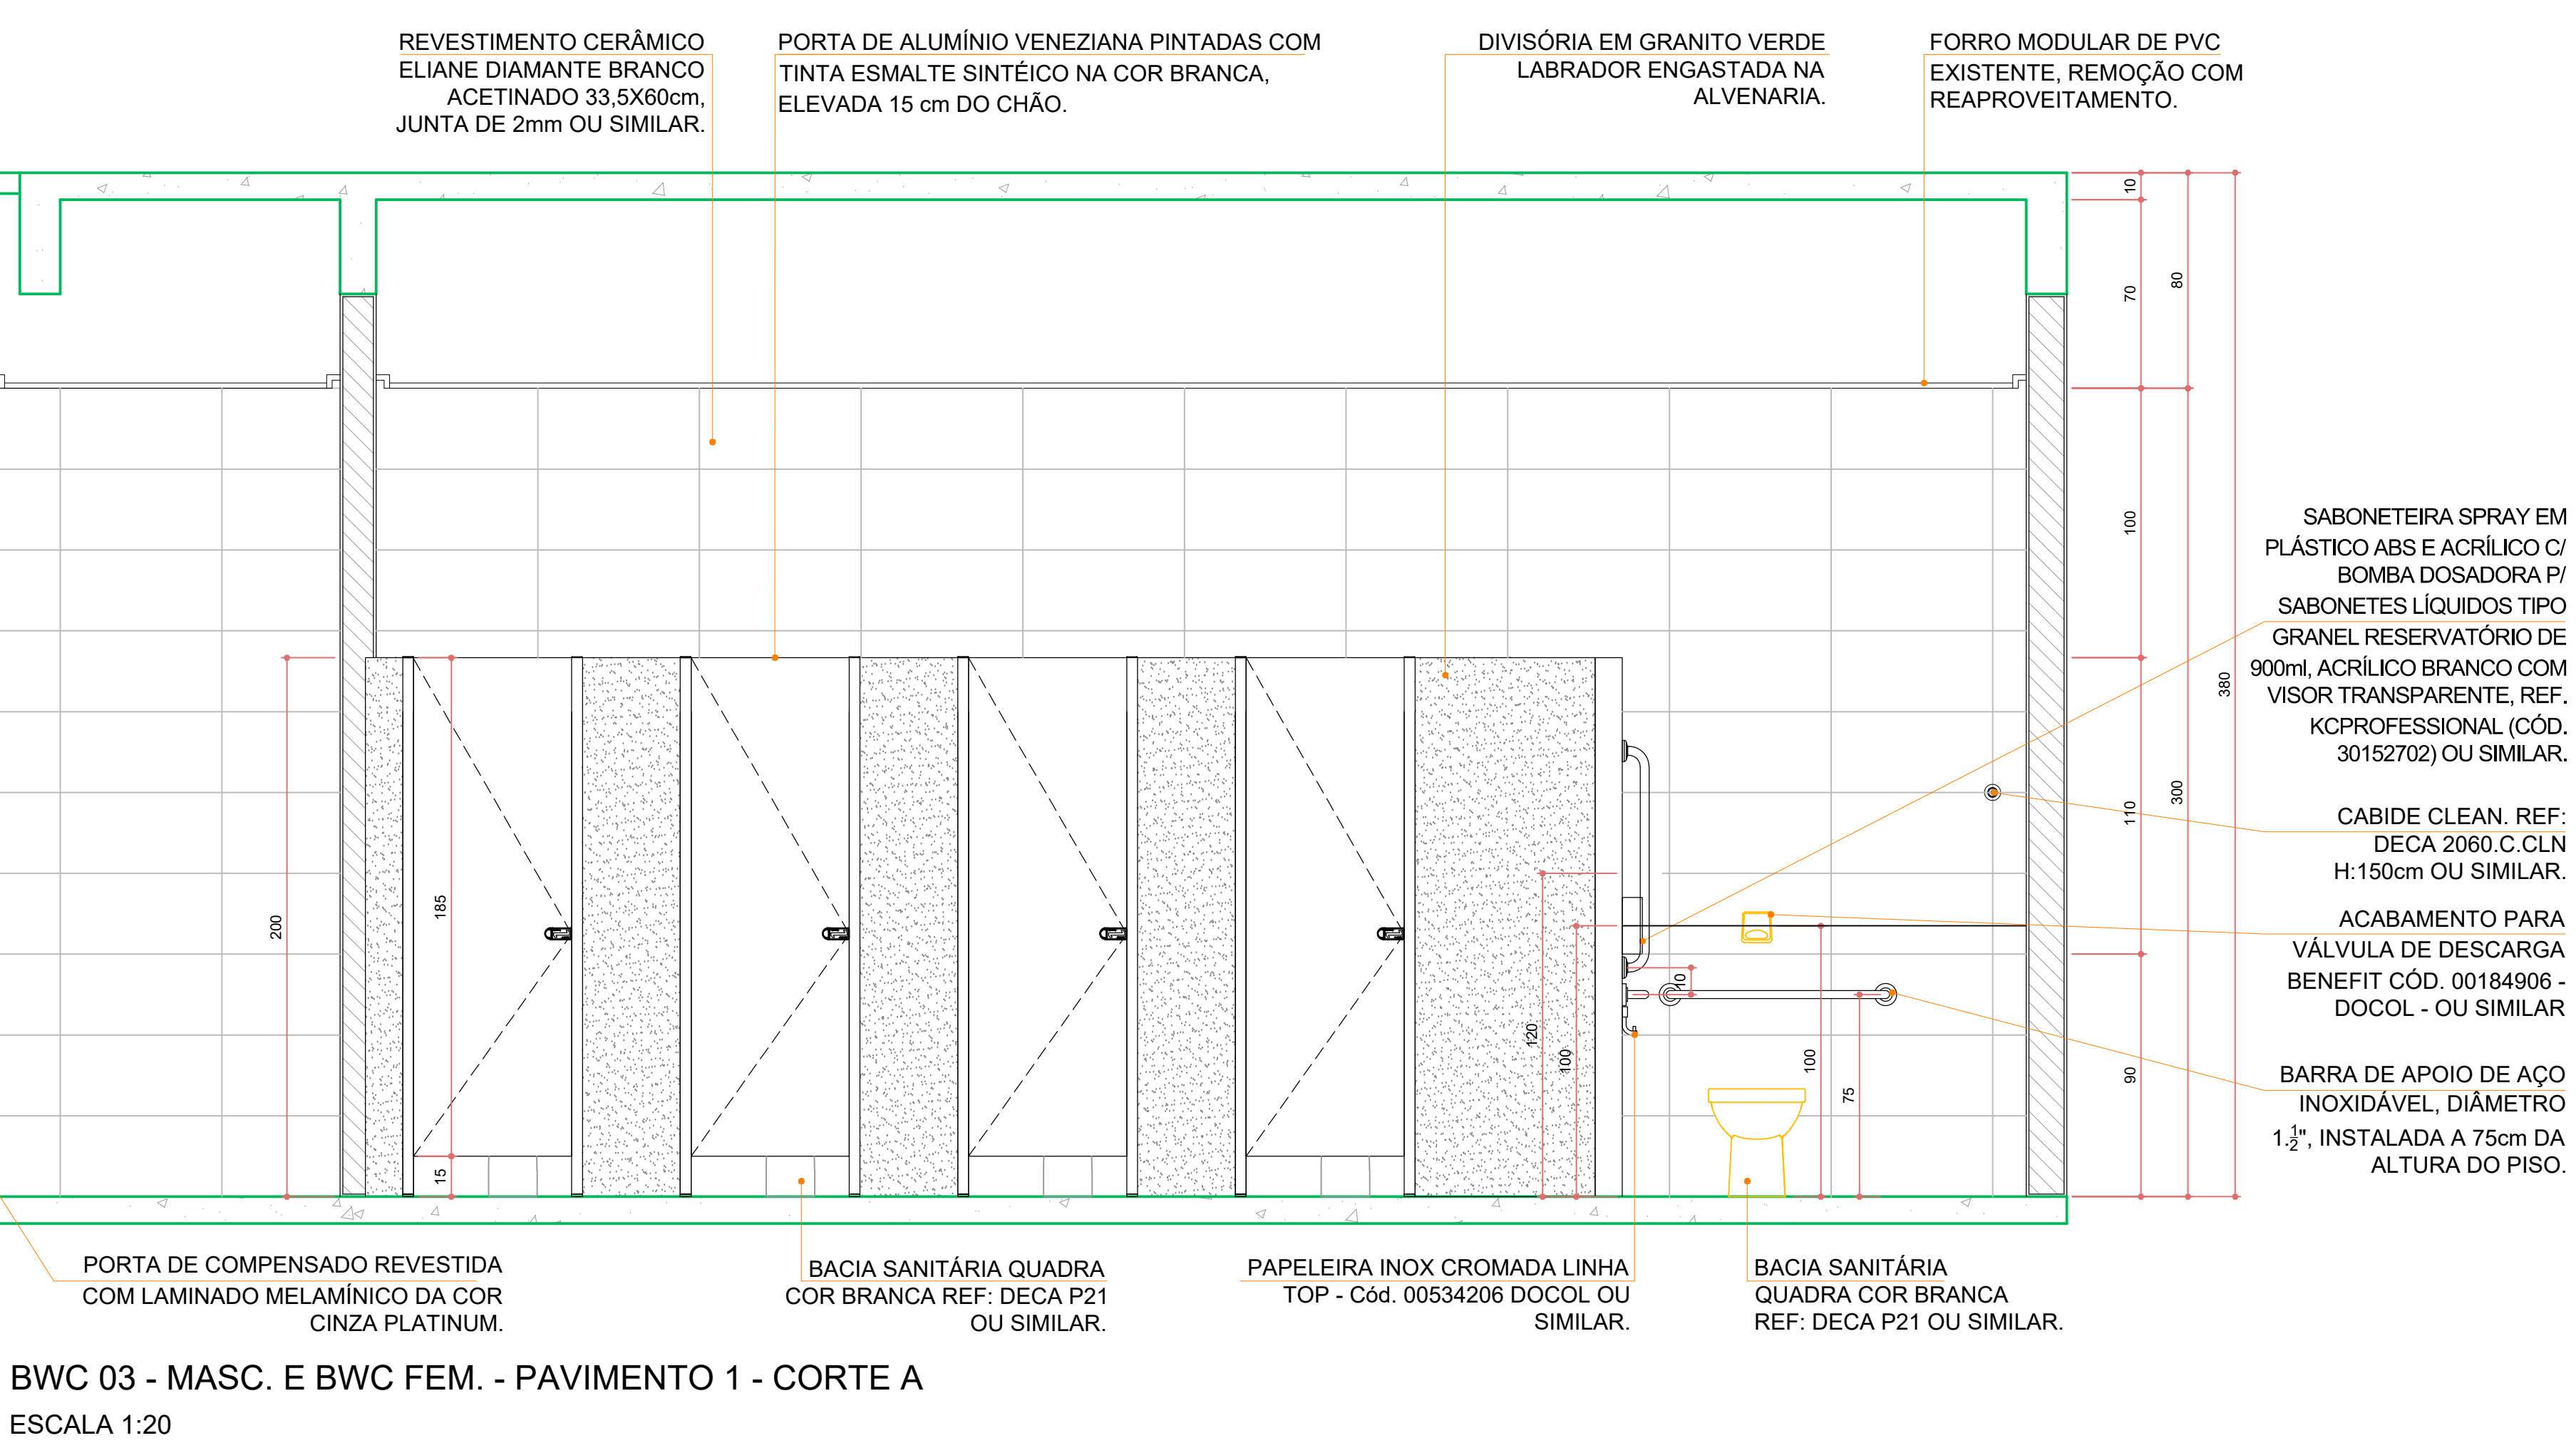 REVESTIMENTO CERÂMICO
ELIANE DIAMANTE BRANCO
ACETINADO 33,5X60cm,
JUNTA DE 2mm OU SIMILAR.
PORTA DE ALUMÍNIO VENEZIANA PINTADAS COM
TINTA ESMALTE SINTÉICO NA COR BRANCA,
ELEVADA 15 cm DO CHÃO.
DIVISÓRIA EM GRANITO VERDE
LABRADOR ENGASTADA NA
ALVENARIA.
FORRO MODULAR DE PVC
EXISTENTE, REMOÇÃO COM
REAPROVEITAMENTO.
10
70
80
100
380
110
300
90
200
185
15
120
100
10
100
75
SABONETEIRA SPRAY EM
PLÁSTICO ABS E ACRÍLICO C/
BOMBA DOSADORA P/
SABONETES LÍQUIDOS TIPO
GRANEL RESERVATÓRIO DE
900ml, ACRÍLICO BRANCO COM
VISOR TRANSPARENTE, REF.
KCPROFESSIONAL (CÓD.
30152702) OU SIMILAR.
CABIDE CLEAN. REF:
DECA 2060.C.CLN
H:150cm OU SIMILAR.
ACABAMENTO PARA
VÁLVULA DE DESCARGA
BENEFIT CÓD. 00184906 -
DOCOL - OU SIMILAR
BARRA DE APOIO DE AÇO
INOXIDÁVEL, DIÂMETRO
1.½", INSTALADA A 75cm DA
ALTURA DO PISO.
PORTA DE COMPENSADO REVESTIDA
COM LAMINADO MELAMÍNICO DA COR
CINZA PLATINUM.
BACIA SANITÁRIA QUADRA
COR BRANCA REF: DECA P21
OU SIMILAR.
PAPELEIRA INOX CROMADA LINHA
TOP - Cód. 00534206 DOCOL OU
SIMILAR.
BACIA SANITÁRIA
QUADRA COR BRANCA
REF: DECA P21 OU SIMILAR.
BWC 03 - MASC. E BWC FEM. - PAVIMENTO 1 - CORTE A
ESCALA 1:20